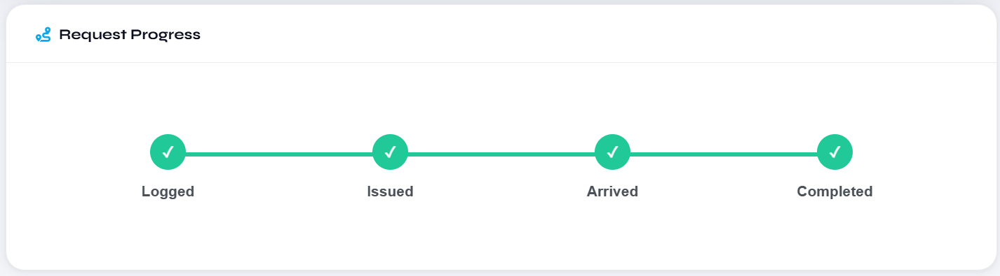 Request Progress
Logged
Issued
Arrived
Completed